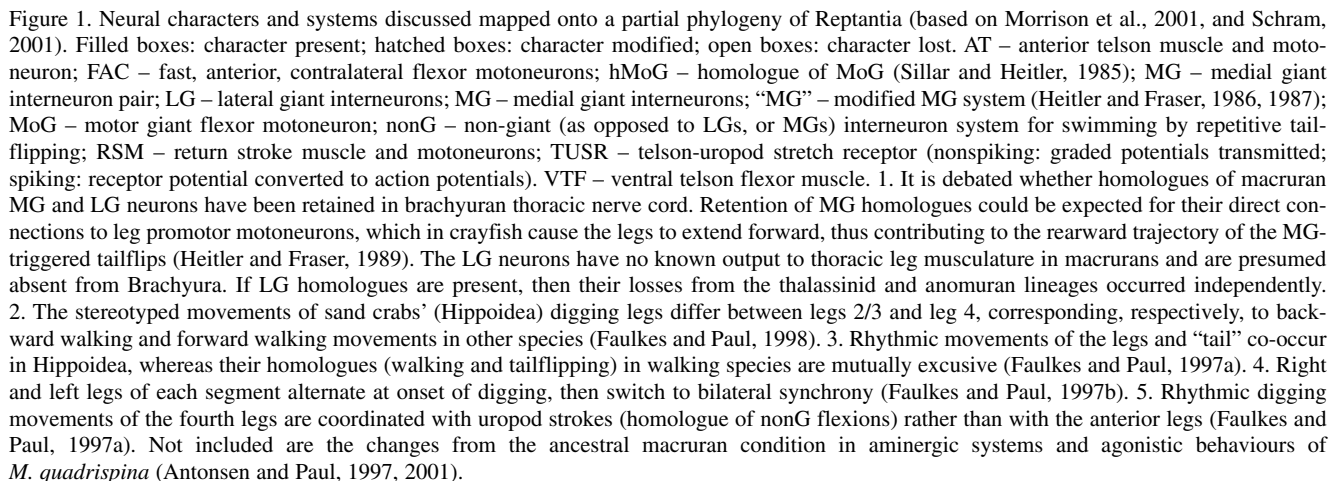 Figure 1. Neural characters and systems discussed mapped onto a partial phylogeny of Reptantia (based on Morrison et al., 2001, and Schram,
2001). Filled boxes: character present; hatched boxes: character modified; open boxes: character lost. AT – anterior telson muscle and moto-
neuron; FAC – fast, anterior, contralateral flexor motoneurons; hMoG – homologue of MoG (Sillar and Heitler, 1985); MG – medial giant
interneuron pair; LG – lateral giant interneurons; MG – medial giant interneurons; “MG” – modified MG system (Heitler and Fraser, 1986, 1987);
MoG – motor giant flexor motoneuron; nonG – non-giant (as opposed to LGs, or MGs) interneuron system for swimming by repetitive tail-
flipping; RSM – return stroke muscle and motoneurons; TUSR – telson-uropod stretch receptor (nonspiking: graded potentials transmitted;
spiking: receptor potential converted to action potentials). VTF – ventral telson flexor muscle. 1. It is debated whether homologues of macruran
MG and LG neurons have been retained in brachyuran thoracic nerve cord. Retention of MG homologues could be expected for their direct con-
nections to leg promotor motoneurons, which in crayfish cause the legs to extend forward, thus contributing to the rearward trajectory of the MG-
triggered tailflips (Heitler and Fraser, 1989). The LG neurons have no known output to thoracic leg musculature in macrurans and are presumed
absent from Brachyura. If LG homologues are present, then their losses from the thalassinid and anomuran lineages occurred independently.
2. The stereotyped movements of sand crabs’ (Hippoidea) digging legs differ between legs 2/3 and leg 4, corresponding, respectively, to back-
ward walking and forward walking movements in other species (Faulkes and Paul, 1998). 3. Rhythmic movements of the legs and “tail” co-occur
in Hippoidea, whereas their homologues (walking and tailflipping) in walking species are mutually excusive (Faulkes and Paul, 1997a). 4. Right
and left legs of each segment alternate at onset of digging, then switch to bilateral synchrony (Faulkes and Paul, 1997b). 5. Rhythmic digging
movements of the fourth legs are coordinated with uropod strokes (homologue of nonG flexions) rather than with the anterior legs (Faulkes and
Paul, 1997a). Not included are the changes from the ancestral macruran condition in aminergic systems and agonistic behaviours of
M. quadrispina (Antonsen and Paul, 1997, 2001).